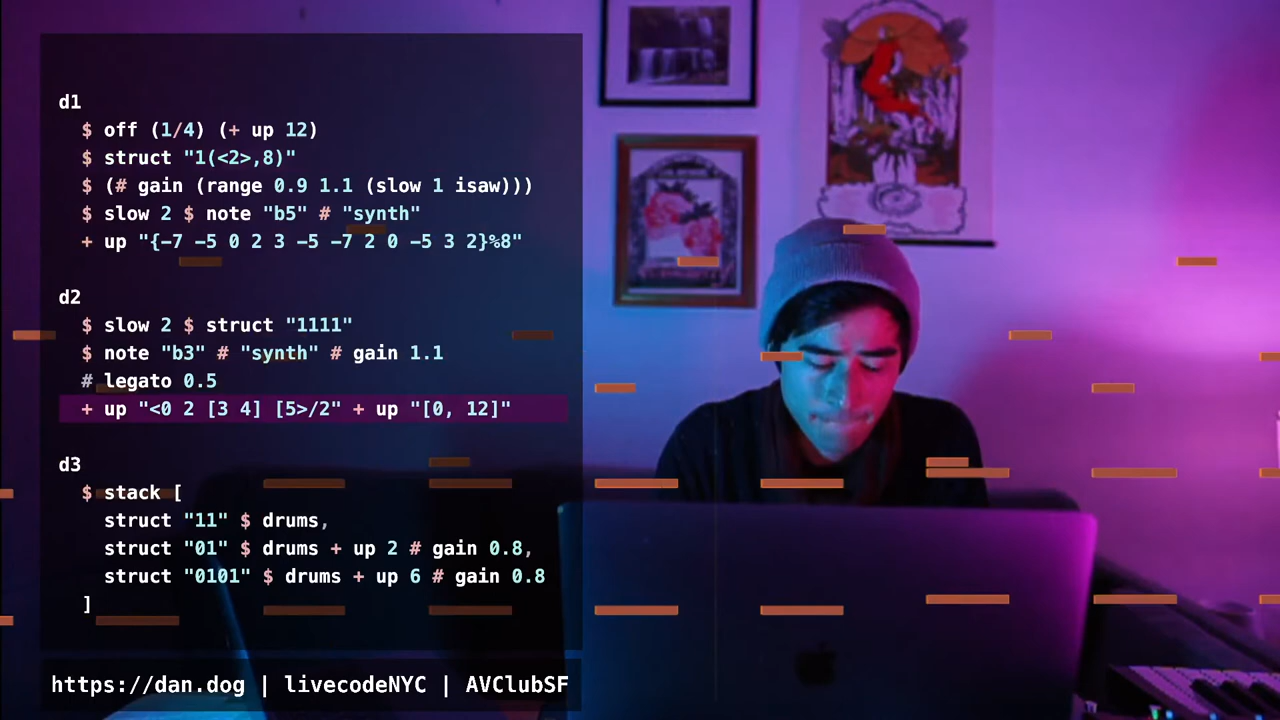 d1
$ off (1/4) (+ up 12)
$ struct "1(<2>,8)"
$ (# gain (range 0.9 1.1 (slow 1 isaw)))
$ slow 2 $ note "b5" # "synth"
+ up "{-7 -5 0 2 3 -5 -7 2 0 -5 3 2}%8"
d2
$ slow 2 $ struct "1111"
$ note "b3" # "synth" # gain 1.1
# legato 0.5
+ up "<0 2 [3 4] [5>/2" + up "[0, 12]"
d3
$ stack [
struct "11" $ drums,
struct "01" $ drums + up 2 # gain 0.8,
struct "0101" $ drums + up 6 # gain 0.8
]
https://dan.dog | livecodeNYC | AVClubSF